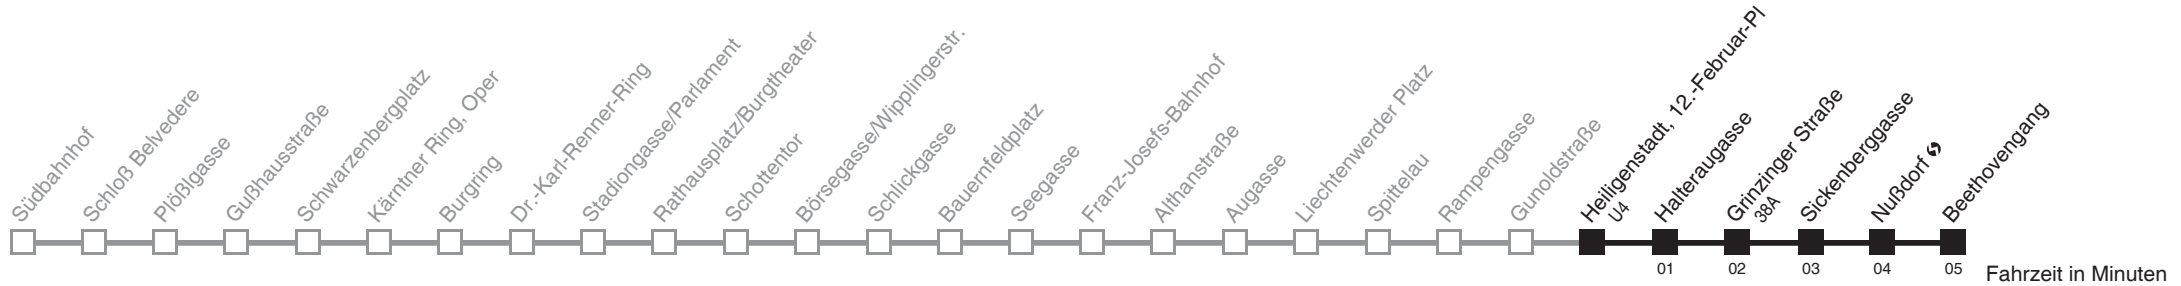 Südbahnhof
Schloß Belvedere
Plößlgasse
Gußhausstraße
Schwarzenbergplatz
Kärntner Ring, Oper
Burgring
Dr.-Karl-Renner-Ring
Stadiongasse/Parlament
Rathausplatz/Burgtheater
Schottentor
Börsegasse/Wipplingerstr.
Schlickgasse
Bauernfeldplatz
Seegasse
Franz-Josefs-Bahnhof
Althanstraße
Augasse
Liechtenwerder Platz
Spittelau
Rampengasse
Gunoldstraße
Heiligenstadt, 12.-Februar-Pl
U4
Halteraugasse
Grinzinger Straße
38A
Sickenberggasse
Nußdorf
Beethovengang
01 02 03 04 05
Fahrzeit in Minuten